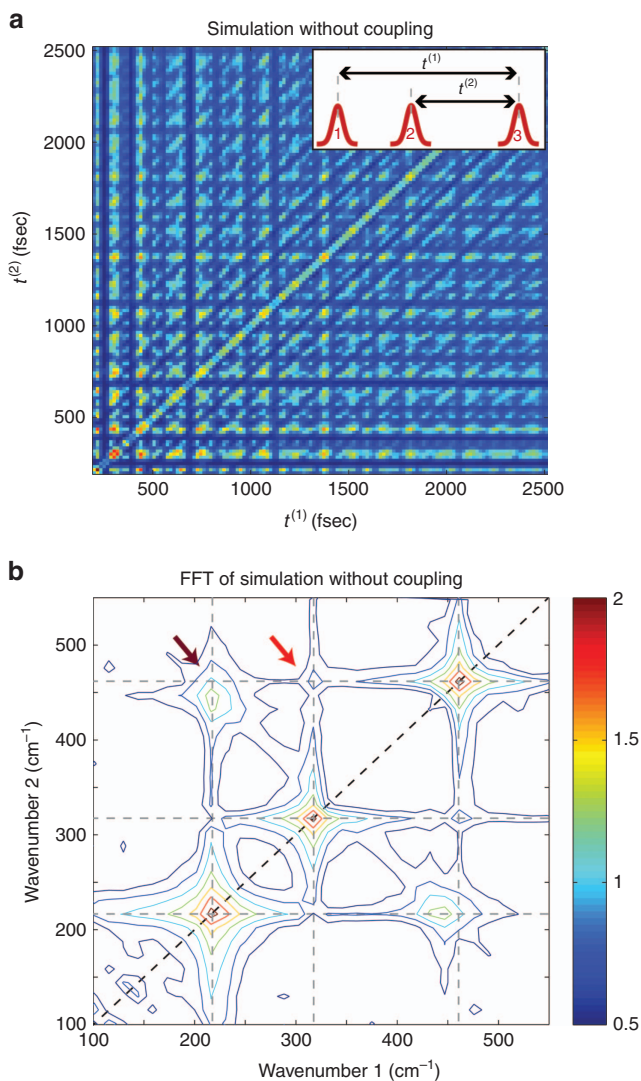 a
Simulation without coupling
2500
2000
1500
1000
500
t(2) (fsec)
500 1000 1500 2000 2500
t(1) (fsec)
t(1)
t(2)
1 2 3
b
FFT of simulation without coupling
500
400
300
200
100
Wavenumber 2 (cm−1)
100 200 300 400 500
Wavenumber 1 (cm−1)
2
1.5
1
0.5